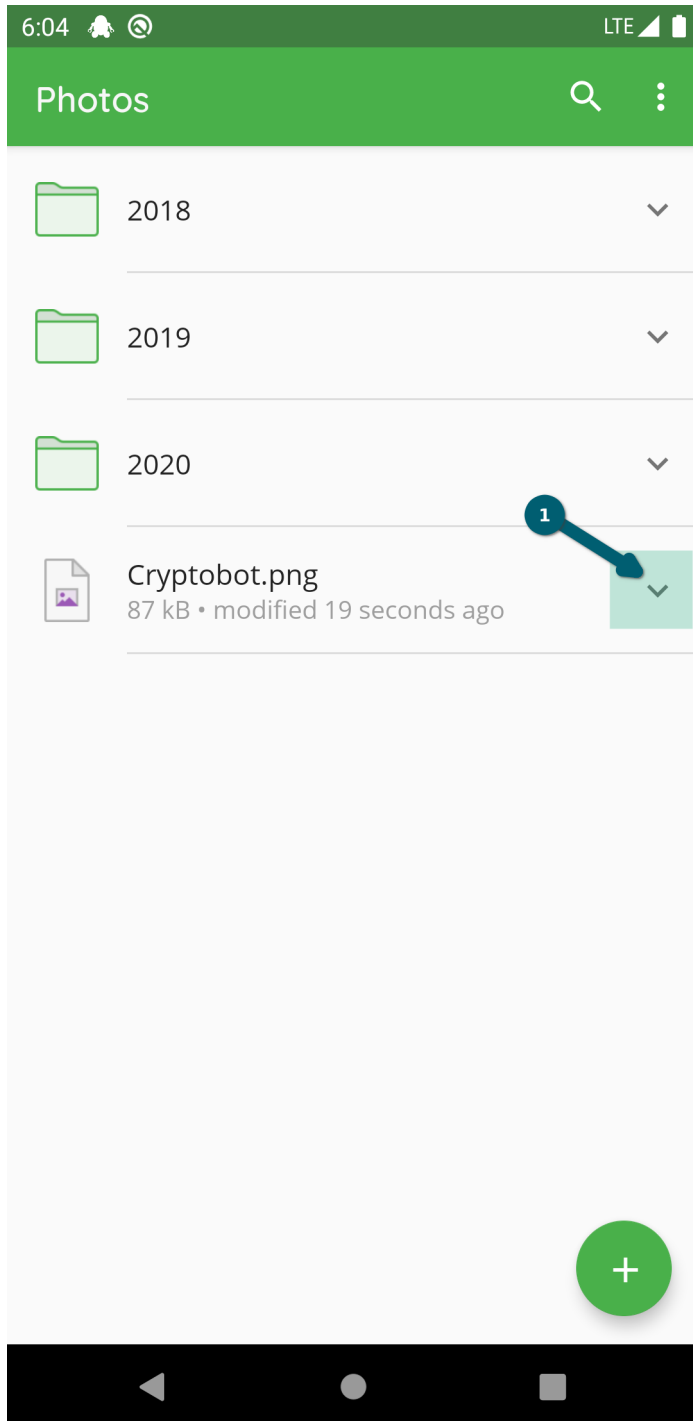 6:04
LTE
Photos
2018
2019
2020
1
Cryptobot.png
87 kB • modified 19 seconds ago